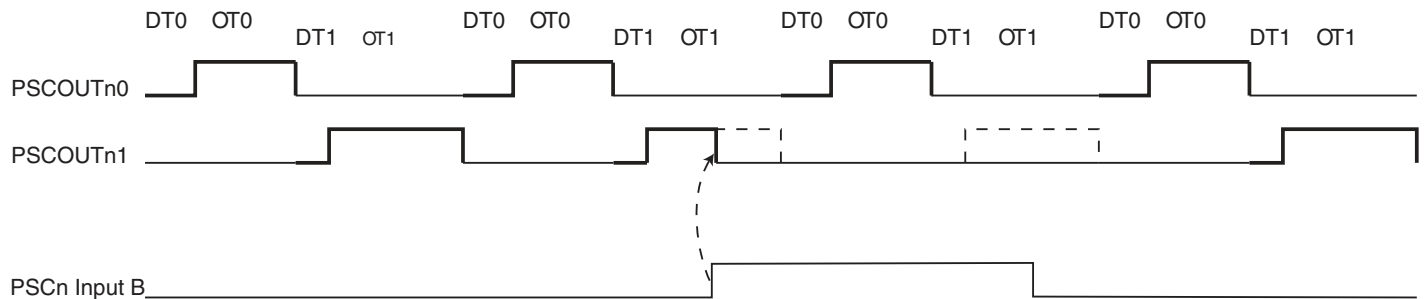 DT0 OT0 DT0 OT0 DT0 OT0 DT0 OT0
DT1 OT1 DT1 OT1 DT1 OT1 DT1 OT1
PSCOUTn0
PSCOUTn1
PSCn Input B